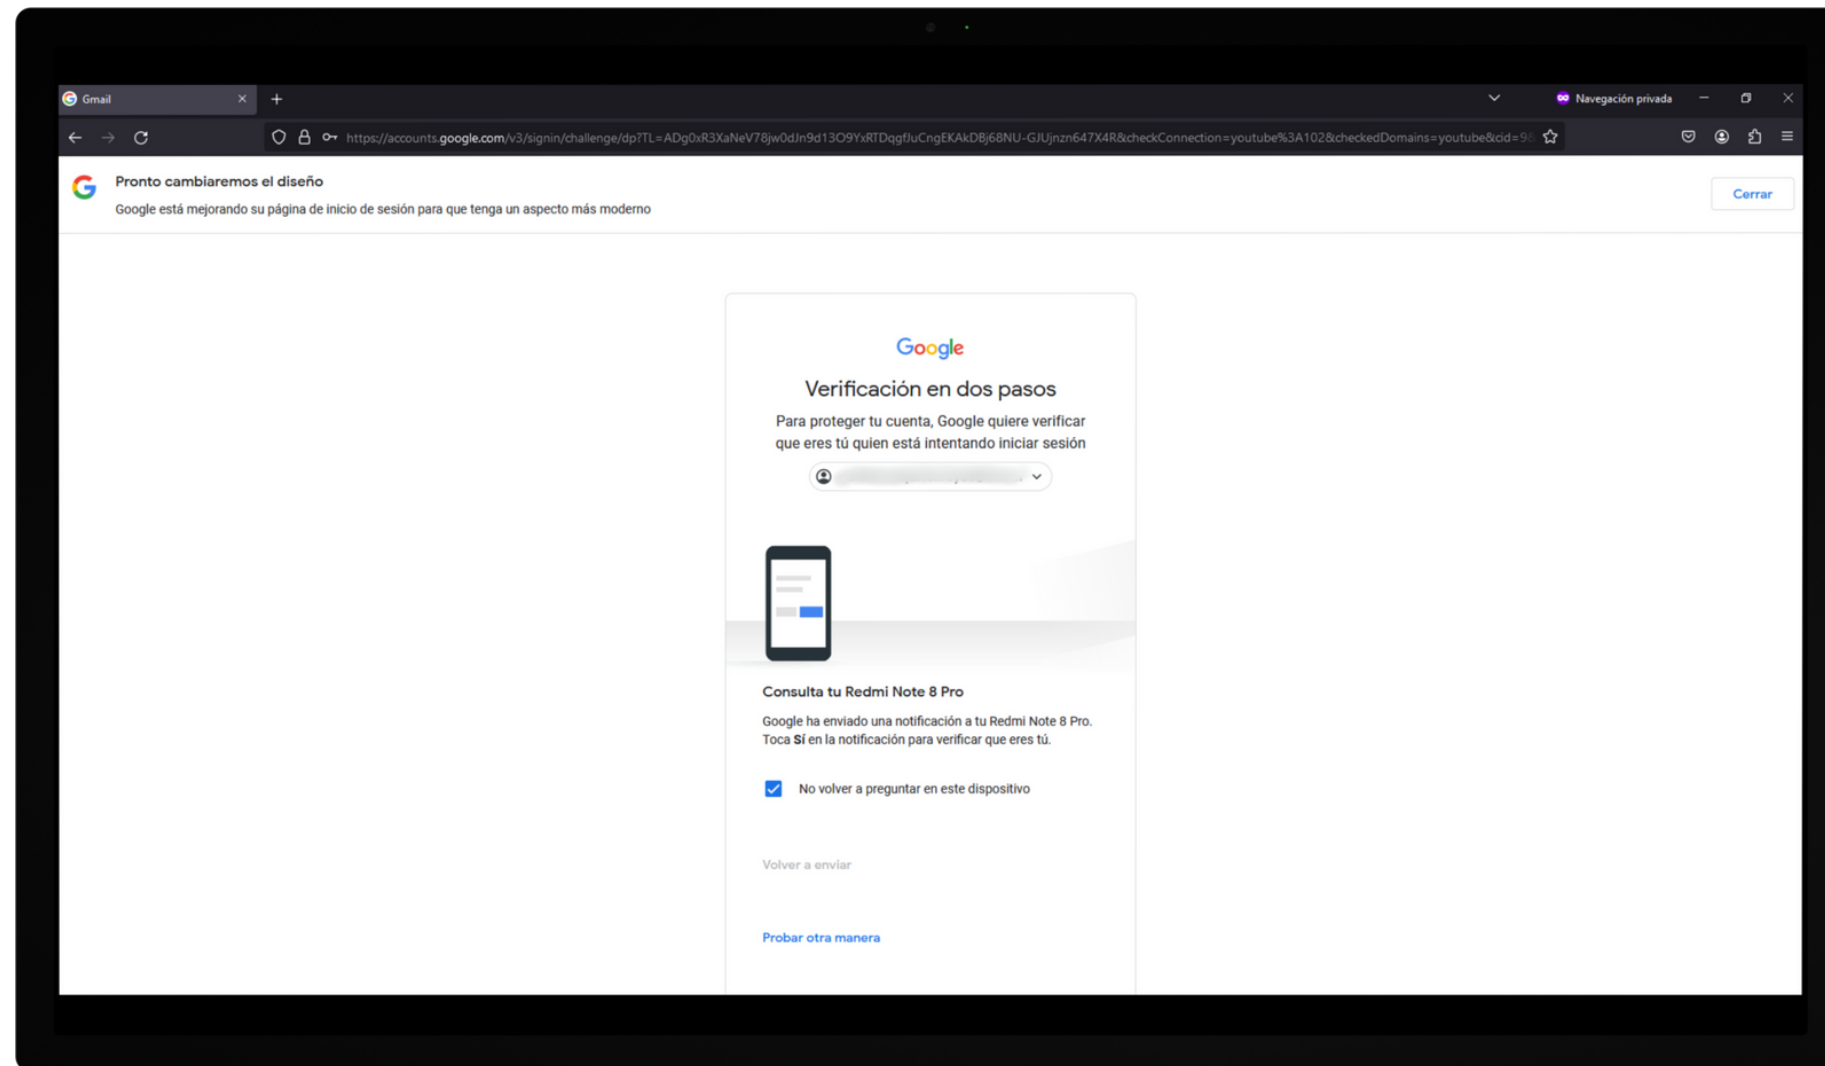 Gmail
Navegación privada
https://accounts.google.com/v3/signin/challenge/dp?TL=ADg0xR3XaNeV78jw0dJn9d13O9YxRTDqgfJuCngEKAkDBj68NU-GJUjnzn647X4R&checkConnection=youtube%3A102&checkedDomains=youtube&cid=98
Pronto cambiaremos el diseño
Google está mejorando su página de inicio de sesión para que tenga un aspecto más moderno
Cerrar
Google
Verificación en dos pasos
Para proteger tu cuenta, Google quiere verificar
que eres tú quien está intentando iniciar sesión
Consulta tu Redmi Note 8 Pro
Google ha enviado una notificación a tu Redmi Note 8 Pro.
Toca Sí en la notificación para verificar que eres tú.
No volver a preguntar en este dispositivo
Volver a enviar
Probar otra manera